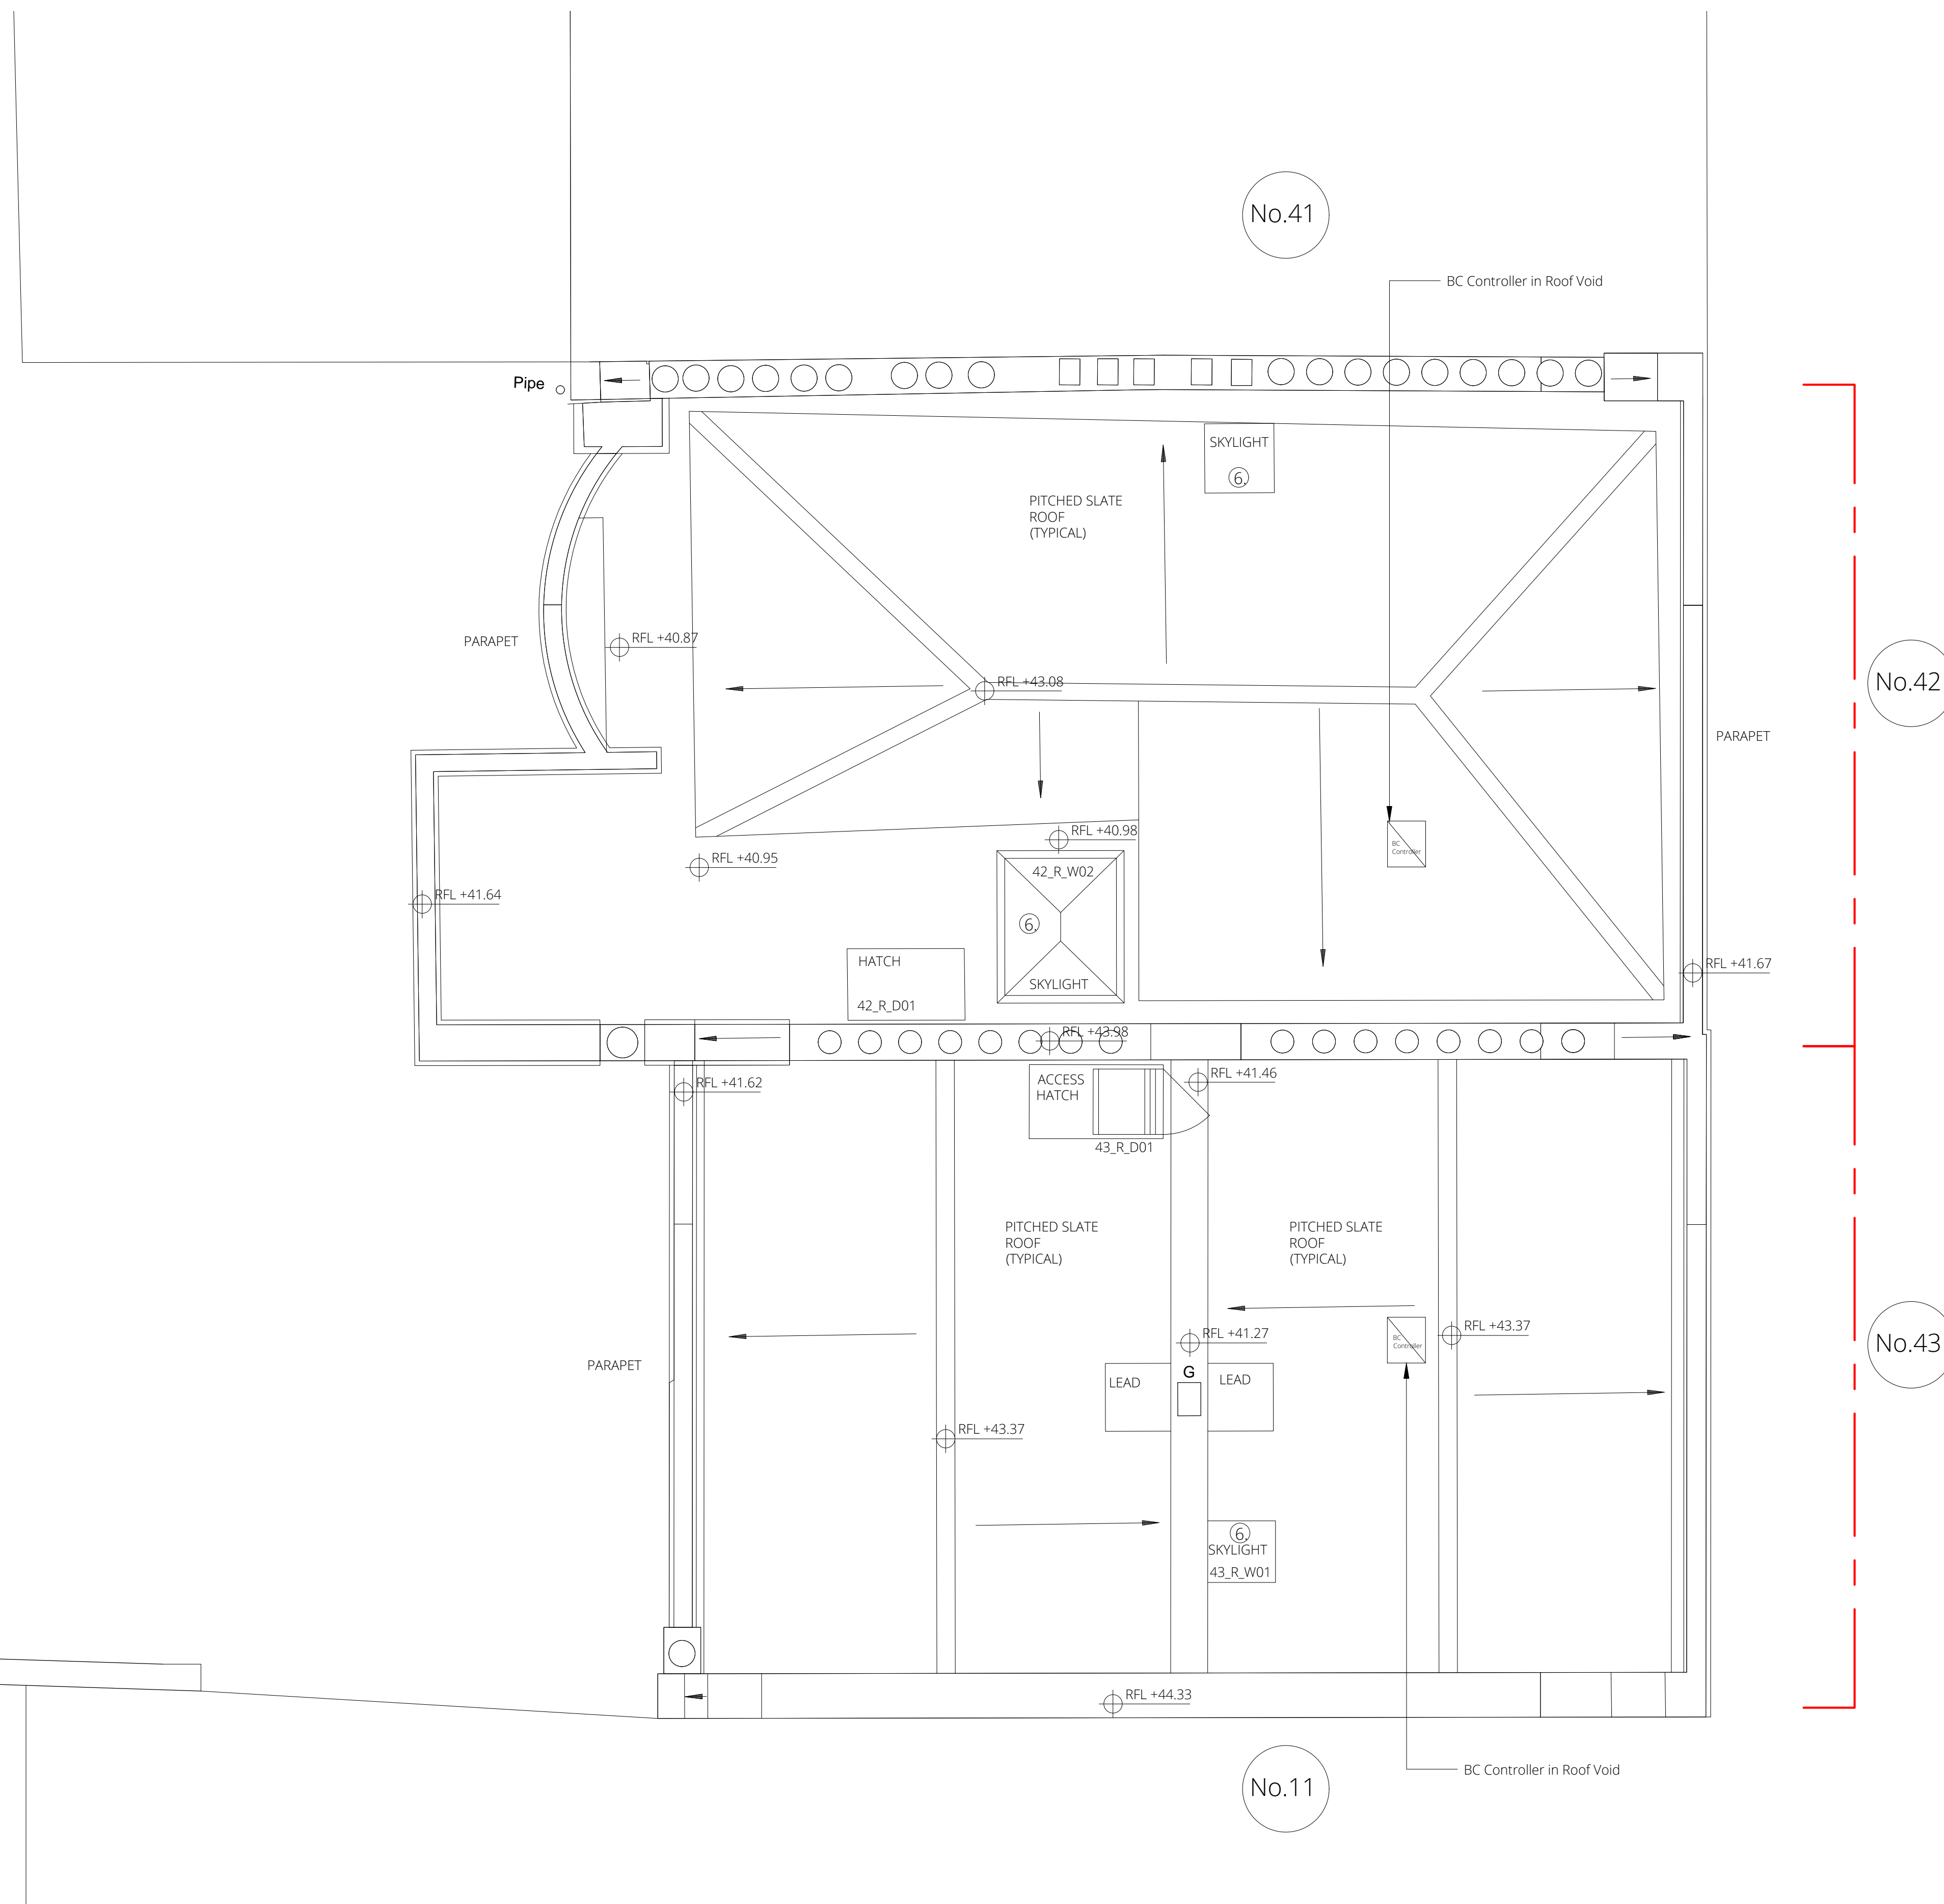 No.41
BC Controller in Roof Void
Pipe
SKYLIGHT
6.
PITCHED SLATE
ROOF
(TYPICAL)
PARAPET
RFL +40.87
RFL +43.08
No.42
PARAPET
RFL +40.98
BC
Controller
RFL +40.95
42_R_W02
RFL +41.64
6.
HATCH
SKYLIGHT
42_R_D01
RFL +41.67
RFL +43.98
RFL +41.62
ACCESS
HATCH
RFL +41.46
43_R_D01
PITCHED SLATE
ROOF
(TYPICAL)
PITCHED SLATE
ROOF
(TYPICAL)
RFL +41.27
BC
Controller
RFL +43.37
No.43
PARAPET
G
LEAD
LEAD
RFL +43.37
6.
SKYLIGHT
43_R_W01
RFL +44.33
BC Controller in Roof Void
No.11